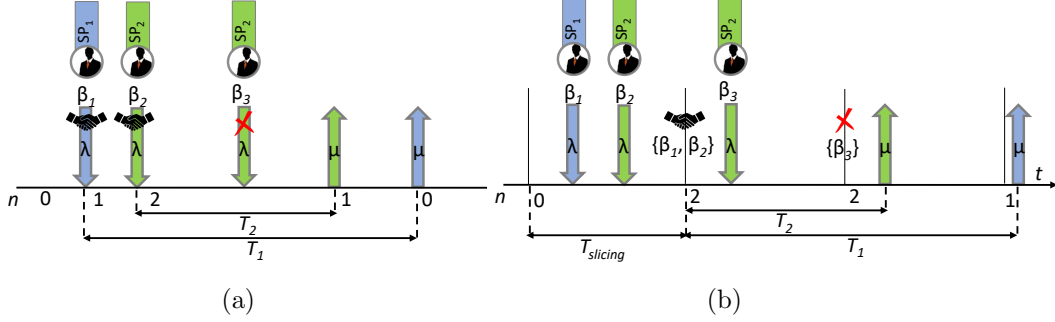 SP1 SP2 SP2
β1 β2 β3
λ λ λ μ μ
n 0 1 2 1 0
T2
T1
(a)
SP1 SP2 SP2
β1 β2 β3
λ λ {β1, β2} λ {β3} μ μ
n 0 2 2 1 t
T2
Tslicing T1
(b)